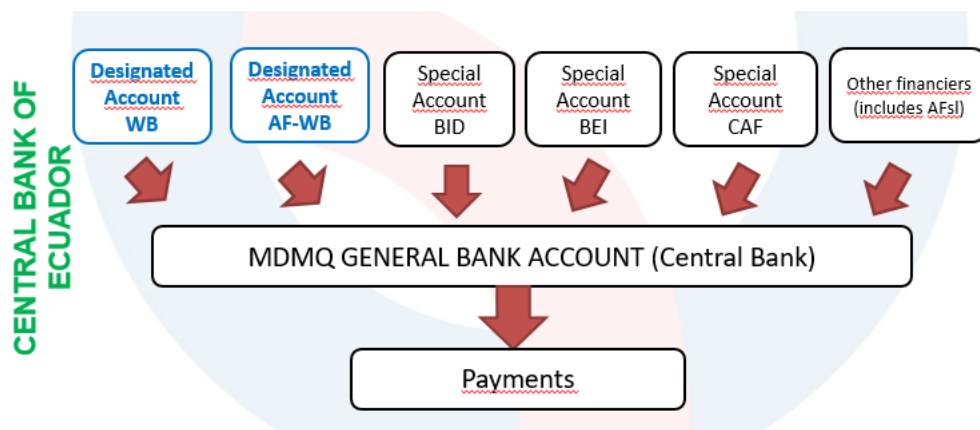 CENTRAL BANK OF
ECUADOR
Designated
Account
WB
Designated
Account
AF-WB
Special
Account
BID
Special
Account
BEI
Special
Account
CAF
Other financiers
(includes AFsl)
MDMQ GENERAL BANK ACCOUNT (Central Bank)
Payments